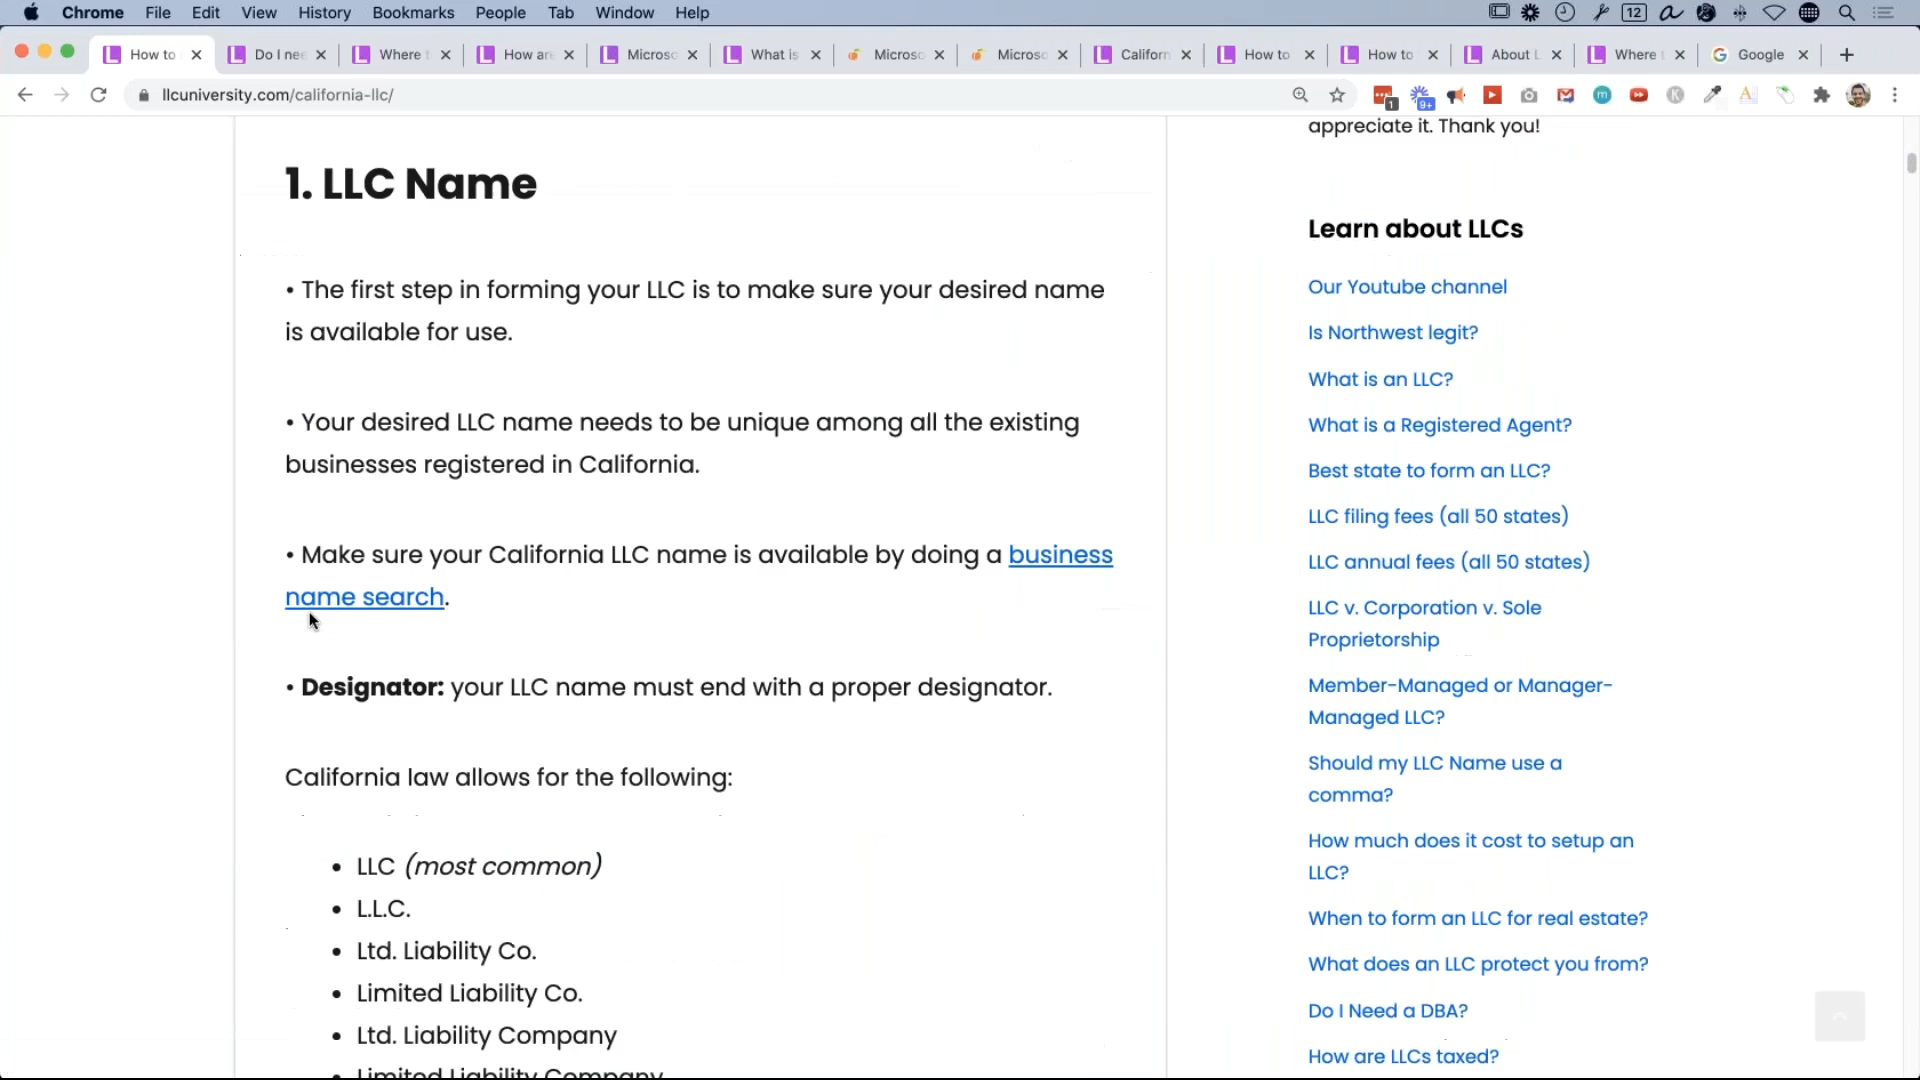 Chrome File Edit View History Bookmarks People Tab Window Help
12
How to
Do I nee
Where t
How are
Microso
What is
Microso
Microso
Californ
How to
How to
About L
Where t
Google
llcuniversity.com/california-llc/
1
9+
appreciate it. Thank you!
1. LLC Name
• The first step in forming your LLC is to make sure your desired name
is available for use.
• Your desired LLC name needs to be unique among all the existing
businesses registered in California.
• Make sure your California LLC name is available by doing a business
name search.
• Designator: your LLC name must end with a proper designator.
California law allows for the following:
• LLC (most common)
• L.L.C.
• Ltd. Liability Co.
• Limited Liability Co.
• Ltd. Liability Company
• Limited Liability Company
Learn about LLCs
Our Youtube channel
Is Northwest legit?
What is an LLC?
What is a Registered Agent?
Best state to form an LLC?
LLC filing fees (all 50 states)
LLC annual fees (all 50 states)
LLC v. Corporation v. Sole
Proprietorship
Member-Managed or Manager-
Managed LLC?
Should my LLC Name use a
comma?
How much does it cost to setup an
LLC?
When to form an LLC for real estate?
What does an LLC protect you from?
Do I Need a DBA?
How are LLCs taxed?